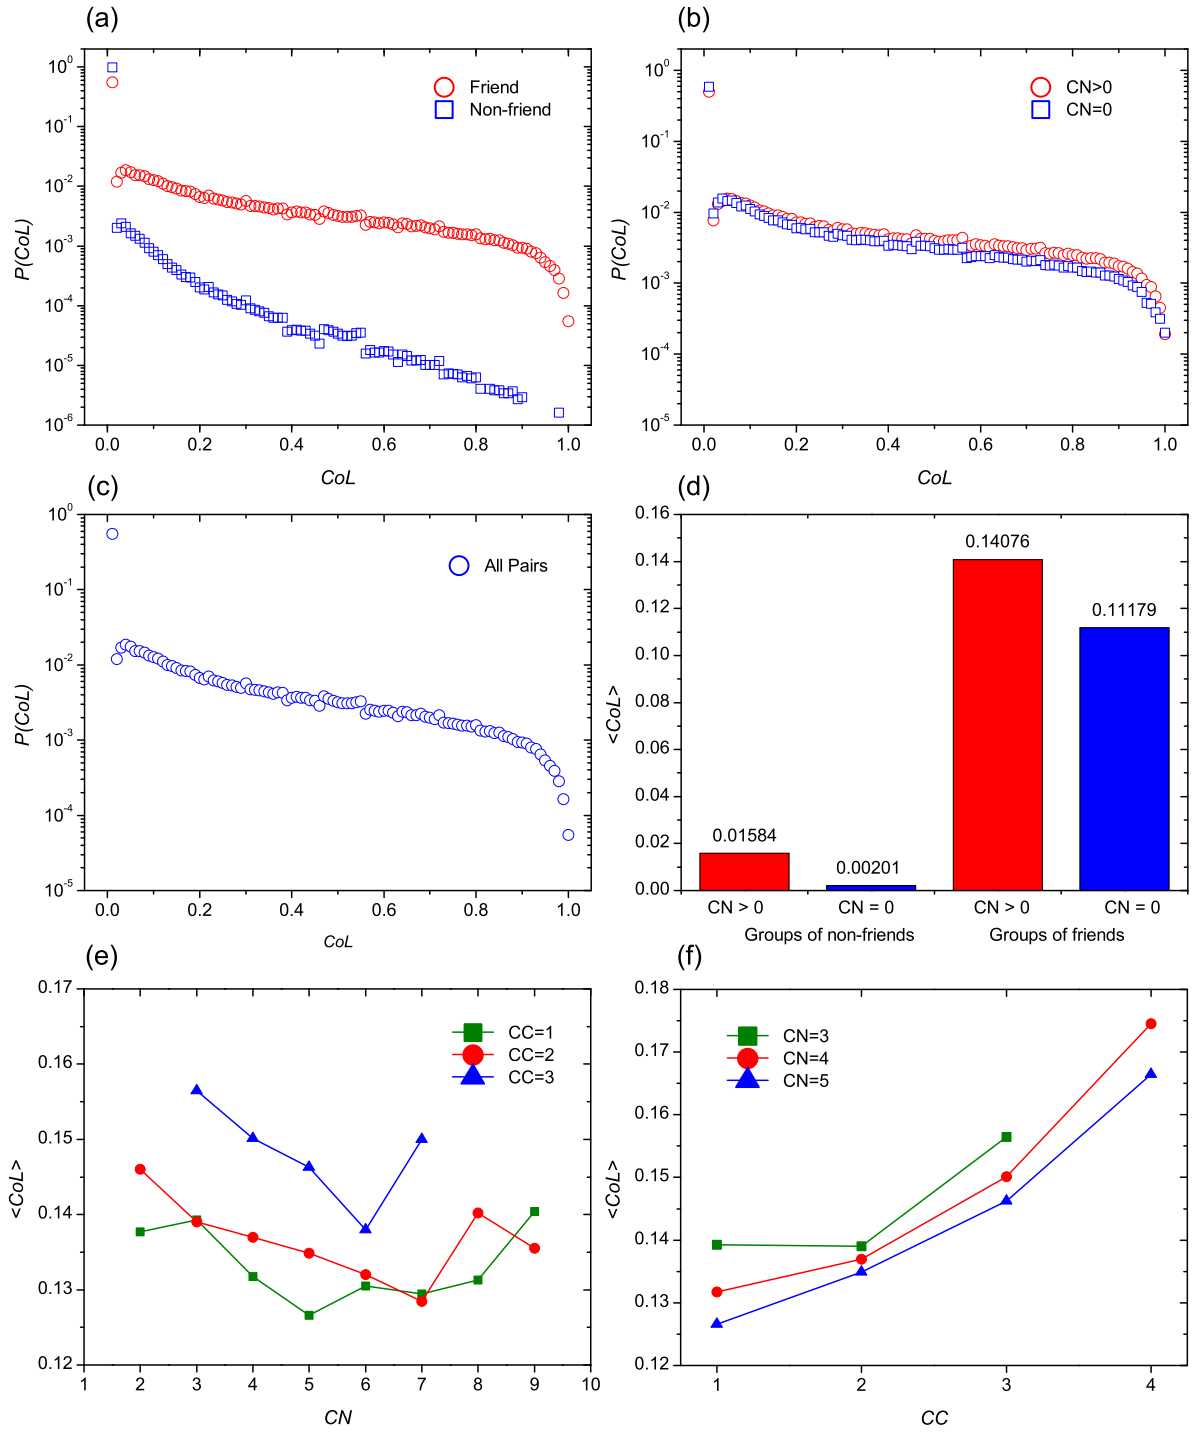 (a)
10^0
10^-1
10^-2
10^-3
10^-4
10^-5
10^-6
P(CoL)
Friend
Non-friend
0.0 0.2 0.4 0.6 0.8 1.0
CoL
(b)
10^0
10^-1
10^-2
10^-3
10^-4
10^-5
P(CoL)
CN>0
CN=0
0.0 0.2 0.4 0.6 0.8 1.0
CoL
(c)
10^0
10^-1
10^-2
10^-3
10^-4
10^-5
P(CoL)
All Pairs
0.0 0.2 0.4 0.6 0.8 1.0
CoL
(d)
0.16
0.14
0.12
0.10
0.08
0.06
0.04
0.02
0.00
<CoL>
0.01584
0.00201
0.14076
0.11179
CN > 0 CN = 0 CN > 0 CN = 0
Groups of non-friends Groups of friends
(e)
0.17
0.16
0.15
0.14
0.13
0.12
<CoL>
CC=1
CC=2
CC=3
1 2 3 4 5 6 7 8 9 10
CN
(f)
0.18
0.17
0.16
0.15
0.14
0.13
0.12
<CoL>
CN=3
CN=4
CN=5
1 2 3 4
CC